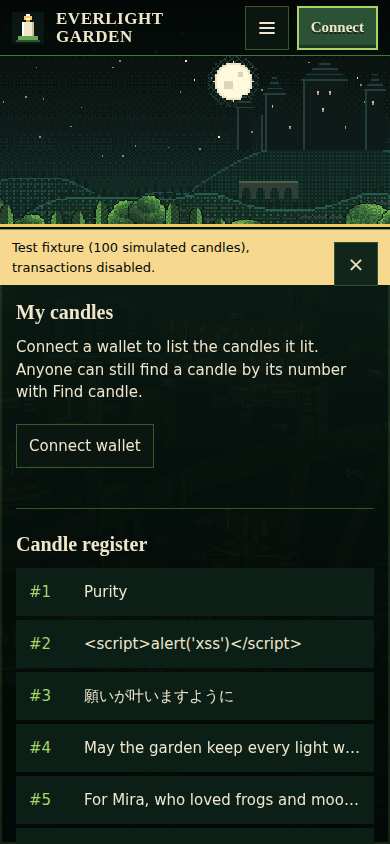 EVERLIGHT
GARDEN
Connect
Test fixture (100 simulated candles),
transactions disabled.
My candles
Connect a wallet to list the candles it lit.
Anyone can still find a candle by its number
with Find candle.
Connect wallet
Candle register
#1 Purity
#2 <script>alert('xss')</script>
#3 願いが叶いますように
#4 May the garden keep every light w...
#5 For Mira, who loved frogs and moo...